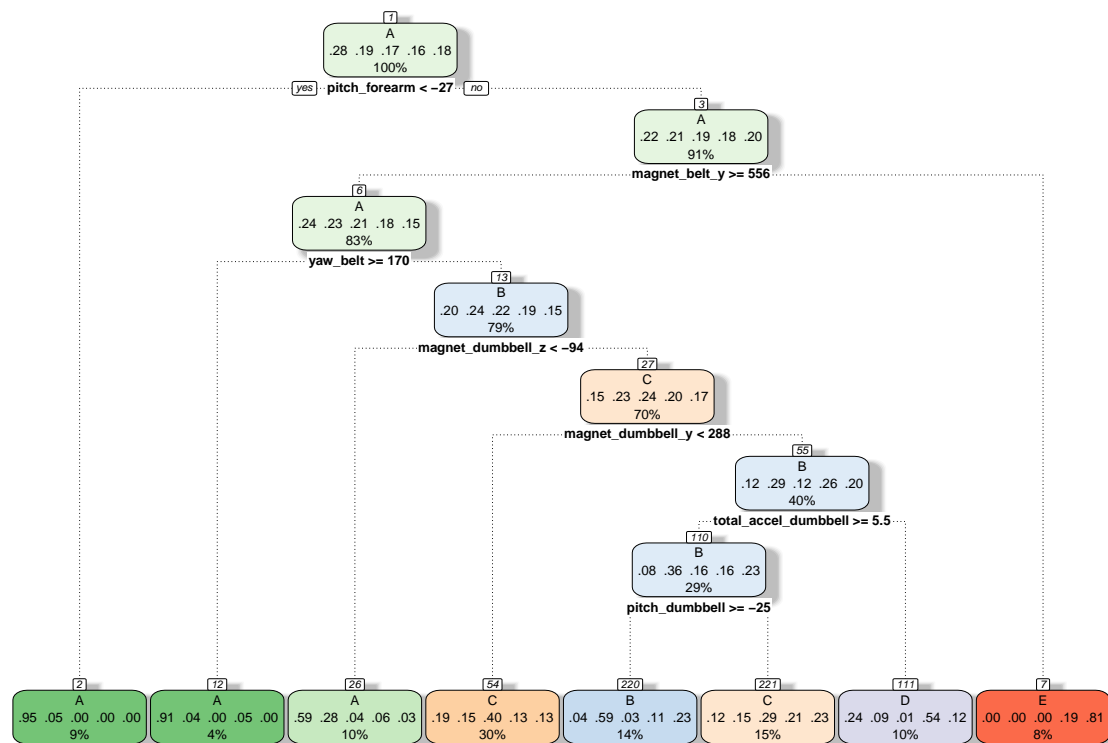 1
A
.28 .19 .17 .16 .18
100%
yes pitch_forearm < −27 no
3
A
.22 .21 .19 .18 .20
91%
magnet_belt_y >= 556
6
A
.24 .23 .21 .18 .15
83%
yaw_belt >= 170
13
B
.20 .24 .22 .19 .15
79%
magnet_dumbbell_z < −94
27
C
.15 .23 .24 .20 .17
70%
magnet_dumbbell_y < 288
55
B
.12 .29 .12 .26 .20
40%
total_accel_dumbbell >= 5.5
110
B
.08 .36 .16 .16 .23
29%
pitch_dumbbell >= −25
2
A
.95 .05 .00 .00 .00
9%
12
A
.91 .04 .00 .05 .00
4%
26
A
.59 .28 .04 .06 .03
10%
54
C
.19 .15 .40 .13 .13
30%
220
B
.04 .59 .03 .11 .23
14%
221
C
.12 .15 .29 .21 .23
15%
111
D
.24 .09 .01 .54 .12
10%
7
E
.00 .00 .00 .19 .81
8%